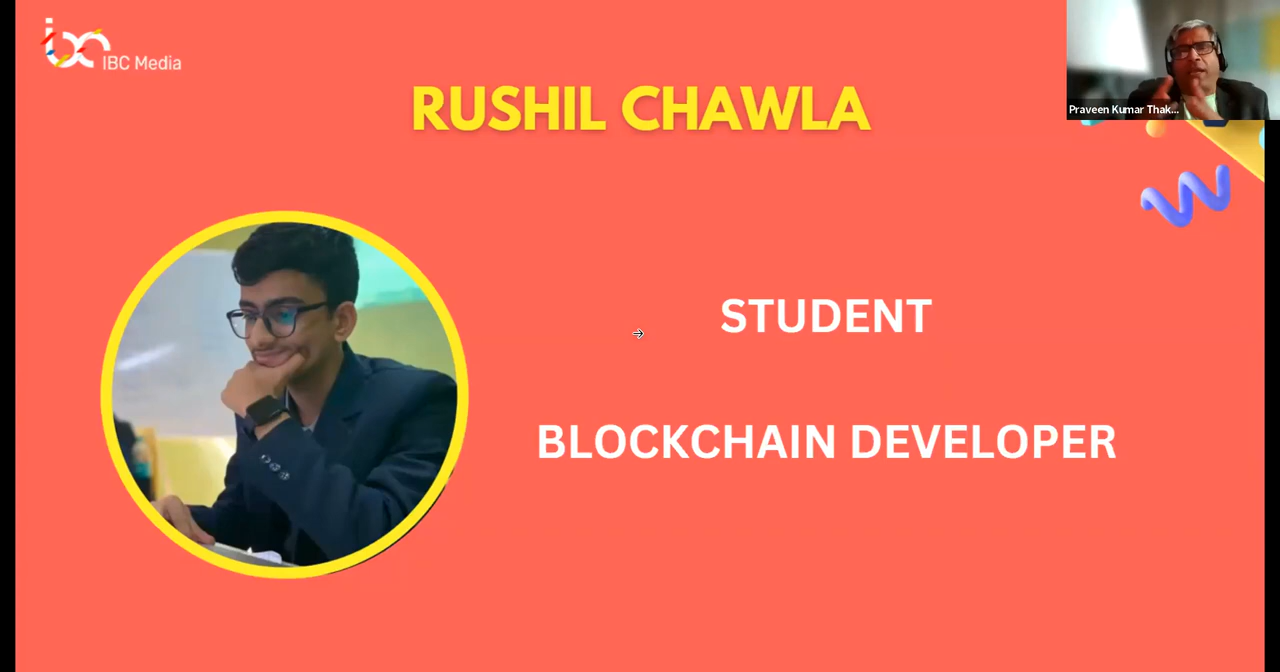 IBC Media
RUSHIL CHAWLA
Praveen Kumar Thak...
STUDENT
BLOCKCHAIN DEVELOPER